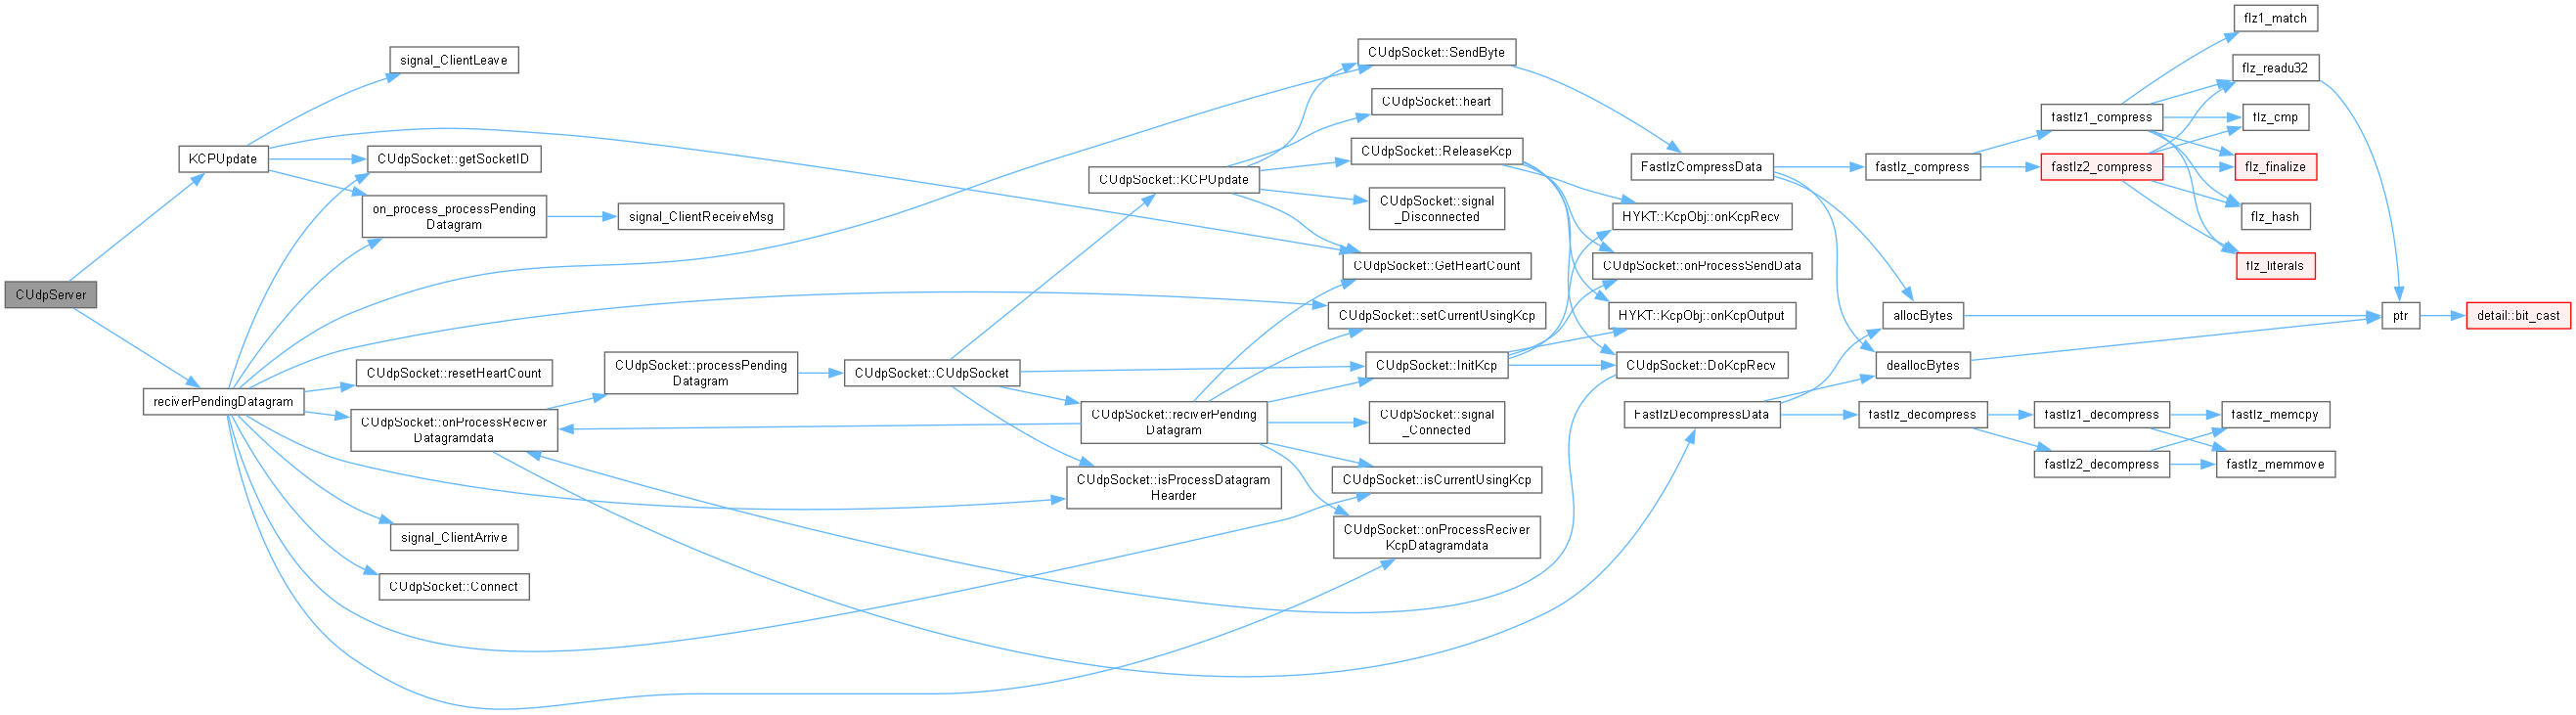 CUdpServer
KCPUpdate
reciverPendingDatagram
signal_ClientLeave
CUdpSocket::getSocketID
on_process_processPending
Datagram
signal_ClientReceiveMsg
CUdpSocket::resetHeartCount
CUdpSocket::onProcessReciver
Datagramdata
signal_ClientArrive
CUdpSocket::Connect
CUdpSocket::processPending
Datagram
CUdpSocket::CUdpSocket
CUdpSocket::KCPUpdate
CUdpSocket::reciverPending
Datagram
CUdpSocket::isProcessDatagram
Hearder
CUdpSocket::SendByte
CUdpSocket::heart
CUdpSocket::ReleaseKcp
CUdpSocket::signal
_Disconnected
CUdpSocket::GetHeartCount
CUdpSocket::setCurrentUsingKcp
CUdpSocket::InitKcp
CUdpSocket::signal
_Connected
CUdpSocket::isCurrentUsingKcp
CUdpSocket::onProcessReciver
KcpDatagramdata
FastlzCompressData
HYKT::KcpObj::onKcpRecv
CUdpSocket::onProcessSendData
HYKT::KcpObj::onKcpOutput
CUdpSocket::DoKcpRecv
FastlzDecompressData
fastlz_compress
allocBytes
deallocBytes
fastlz_decompress
fastlz1_compress
fastlz2_compress
fastlz1_decompress
fastlz2_decompress
flz1_match
flz_readu32
flz_cmp
flz_finalize
flz_hash
flz_literals
fastlz_memcpy
fastlz_memmove
ptr
detail::bit_cast